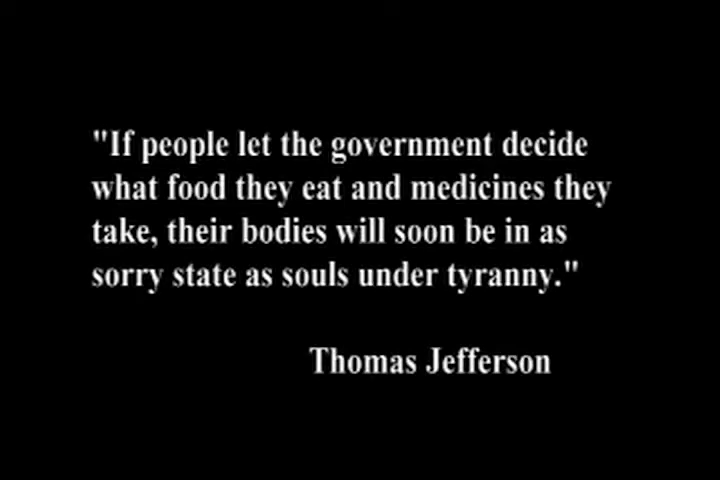 "If people let the government decide
what food they eat and medicines they
take, their bodies will soon be in as
sorry state as souls under tyranny."
Thomas Jefferson